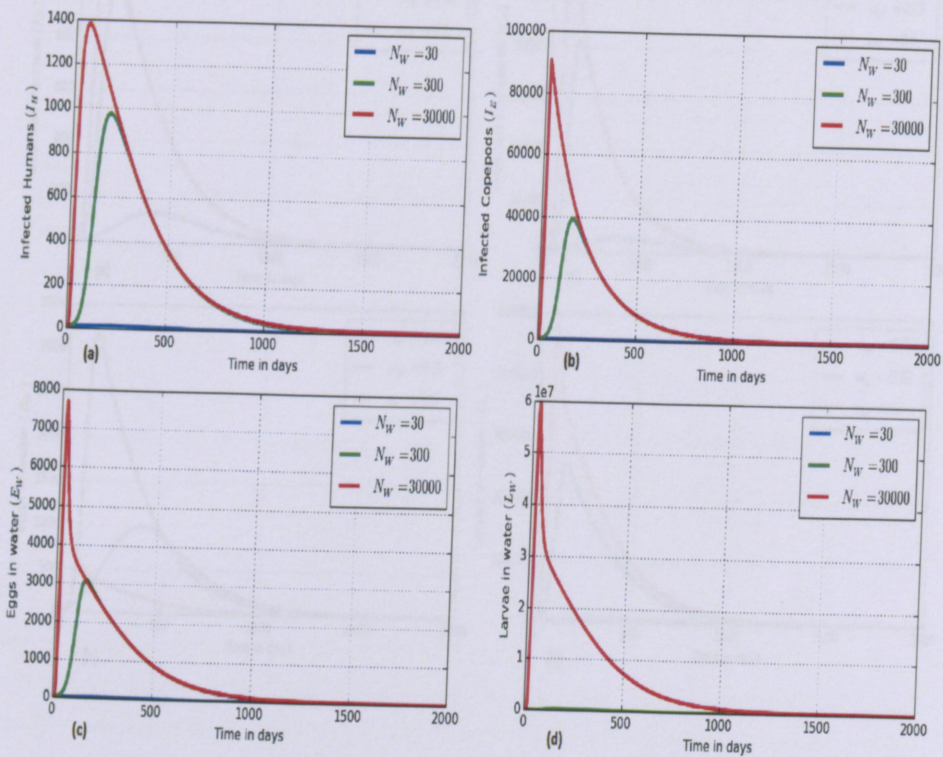 1400
1200
1000
800
600
400
200
0
Infected Humans (I_H)
N_W =30
N_W =300
N_W =30000
0 500 1000 1500 2000
(a)
Time in days
100000
80000
60000
40000
20000
0
Infected Copepods (I_E)
N_W =30
N_W =300
N_W =30000
0 500 1000 1500 2000
(b)
Time in days
8000
7000
6000
5000
4000
3000
2000
1000
0
Eggs in water (E_W)
N_W =30
N_W =300
N_W =30000
0 500 1000 1500 2000
(c)
Time in days
1e7
6
5
4
3
2
1
0
Larvae in water (L_W)
N_W =30
N_W =300
N_W =30000
0 500 1000 1500 2000
(d)
Time in days